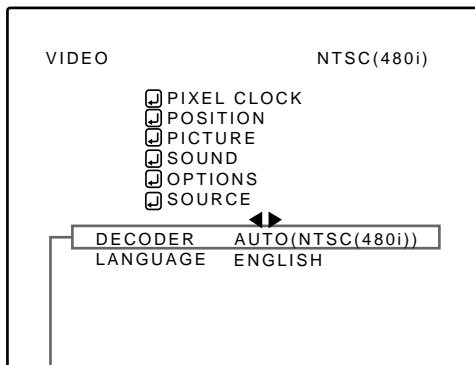 VIDEO NTSC(480i)
PIXEL CLOCK
POSITION
PICTURE
SOUND
OPTIONS
SOURCE
DECODER AUTO(NTSC(480i))
LANGUAGE ENGLISH